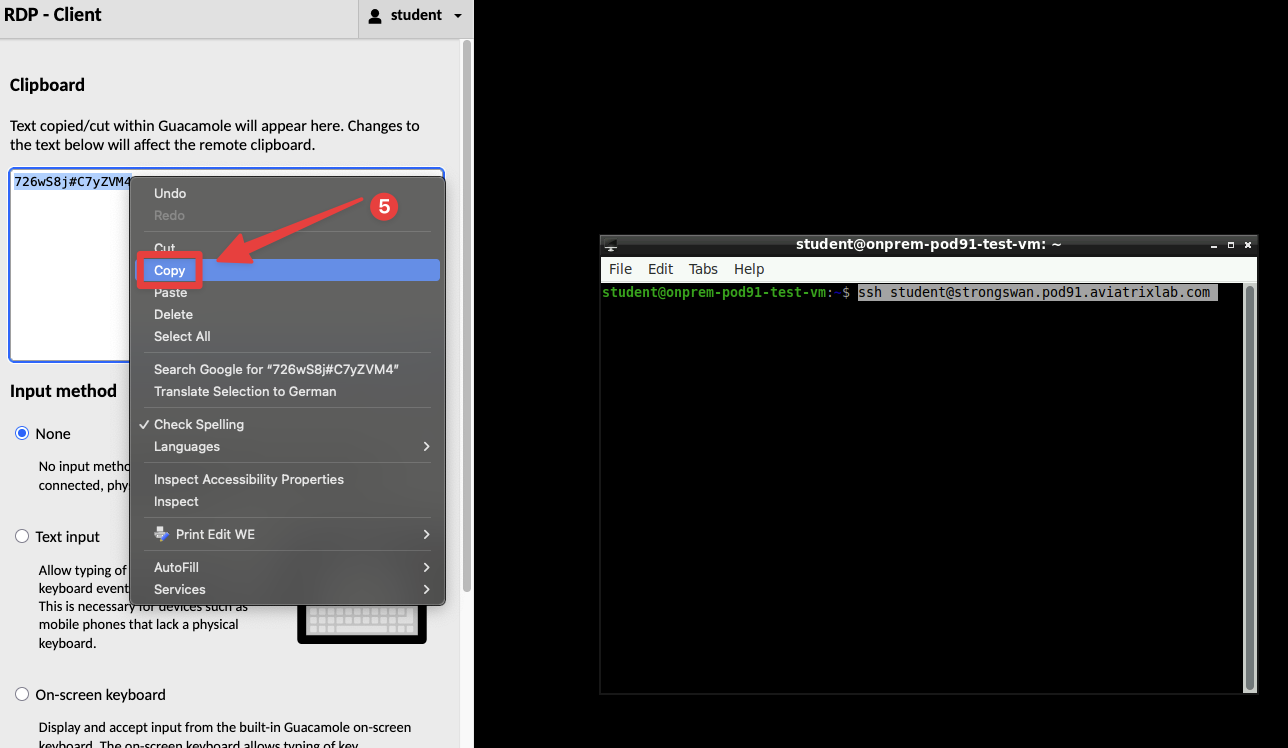 RDP - Client
student
Clipboard
Text copied/cut within Guacamole will appear here. Changes to
the text below will affect the remote clipboard.
726wS8j#C7yZVM4
Undo
Redo
5
Cut
Copy
Paste
Delete
Select All
Search Google for “726wS8j#C7yZVM4”
Translate Selection to German
Check Spelling
Languages
Inspect Accessibility Properties
Inspect
Print Edit WE
AutoFill
Services
Input method
None
No input metho
connected, phy
Text input
Allow typing of
keyboard event
This is necessary for devices such as
mobile phones that lack a physical
keyboard.
On-screen keyboard
Display and accept input from the built-in Guacamole on-screen
keyboard. The on-screen keyboard allows typing of key
student@onprem-pod91-test-vm: ~
File Edit Tabs Help
student@onprem-pod91-test-vm:~$ ssh student@strongswan.pod91.aviatrixlab.com